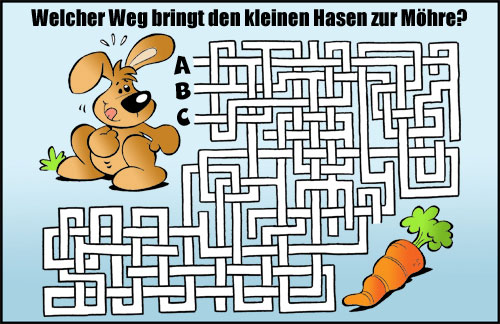 Welcher Weg bringt den kleinen Hasen zur Möhre?
A
B
C